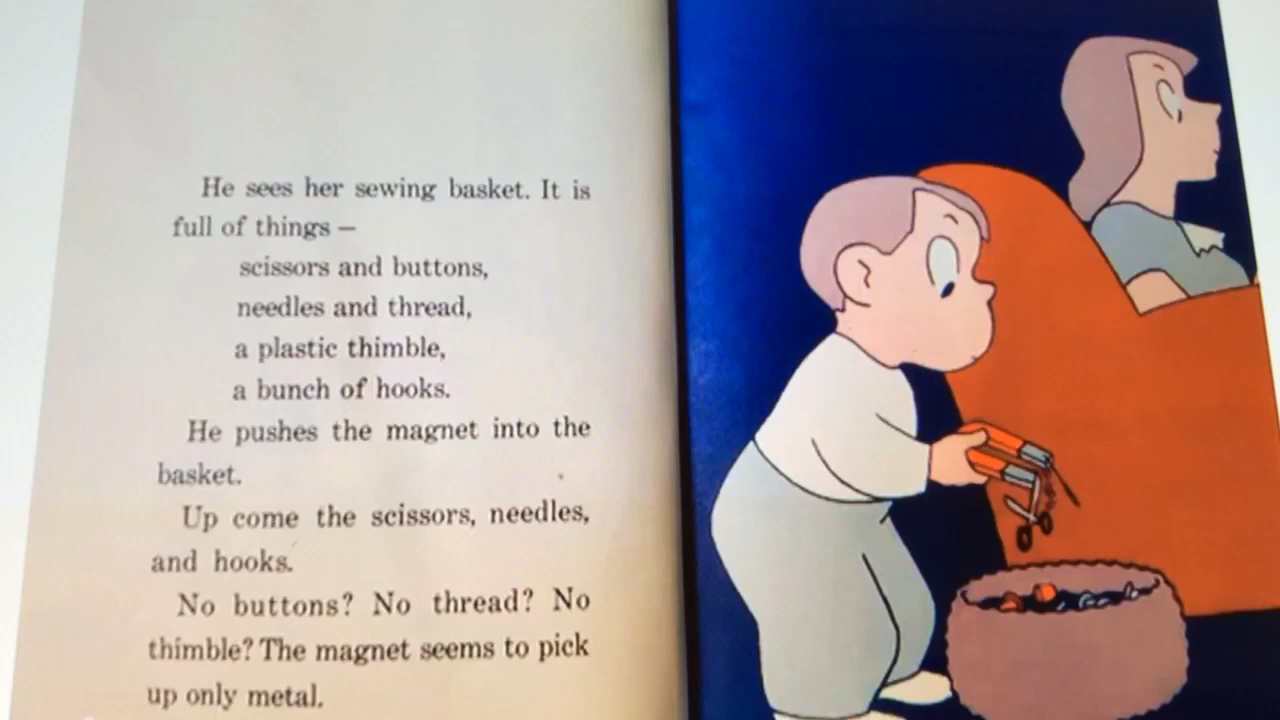 He sees her sewing basket. It is
full of things –
scissors and buttons,
needles and thread,
a plastic thimble,
a bunch of hooks.
He pushes the magnet into the
basket.
Up come the scissors, needles,
and hooks.
No buttons? No thread? No
thimble? The magnet seems to pick
up only metal.